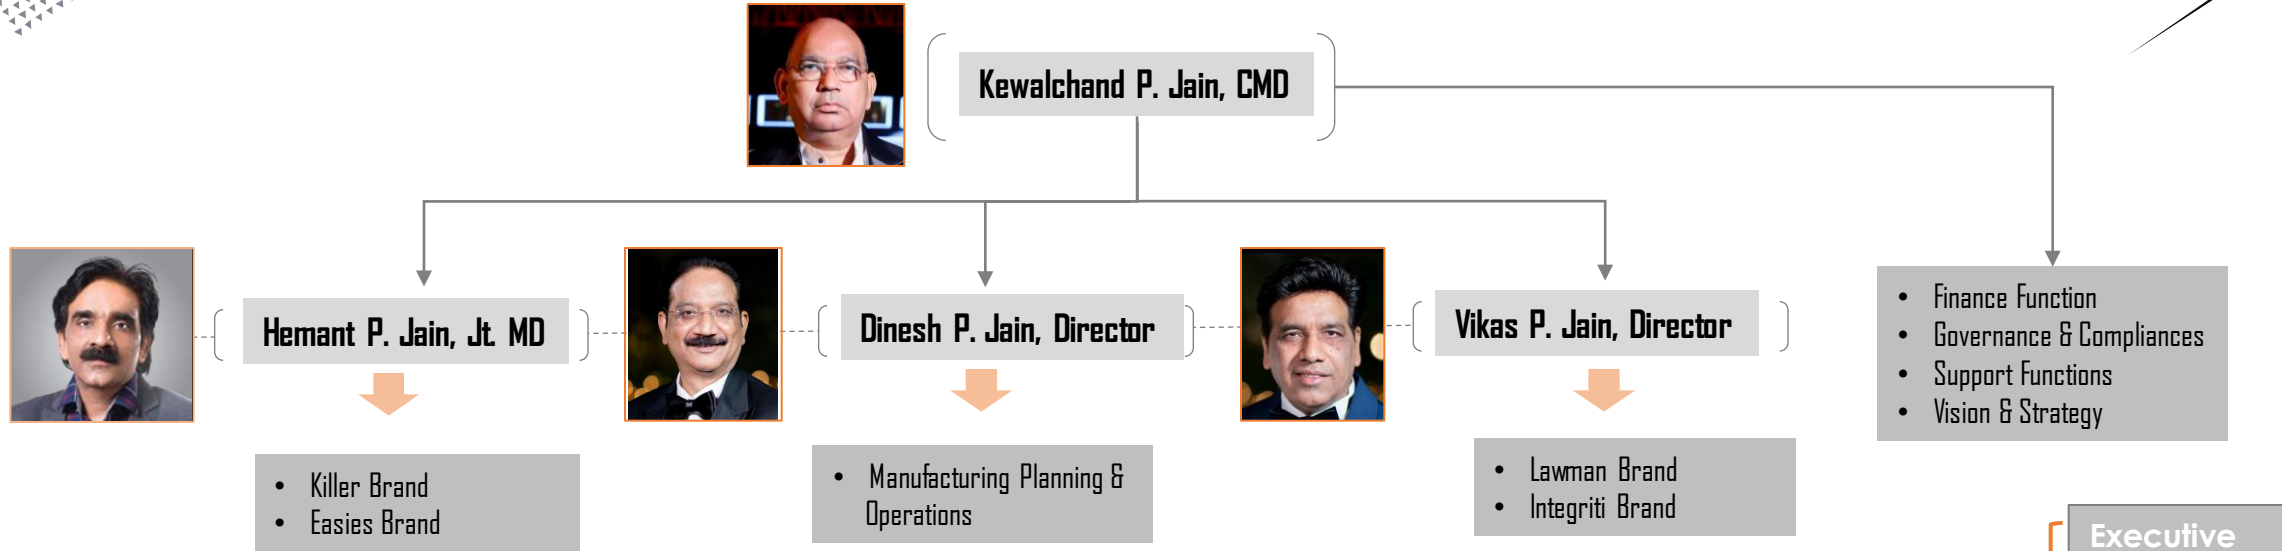 Kewalchand P. Jain, CMD
Hemant P. Jain, Jt. MD
Dinesh P. Jain, Director
Vikas P. Jain, Director
• Finance Function
• Governance & Compliances
• Support Functions
• Vision & Strategy
• Killer Brand
• Easies Brand
• Manufacturing Planning &
Operations
• Lawman Brand
• Integriti Brand
Executive